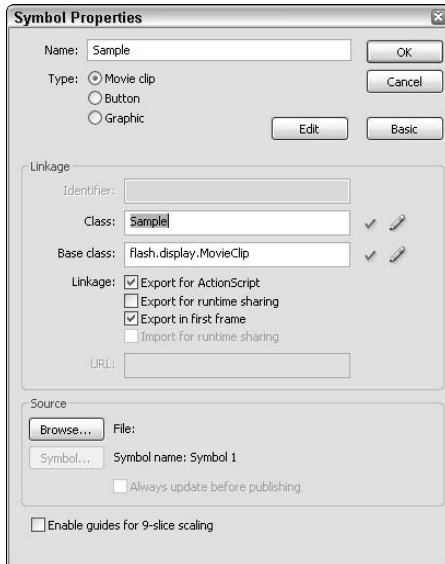 Symbol Properties
Name: Sample
OK
Type: Movie clip
Cancel
Button
Graphic
Edit
Basic
Linkage
Identifier:
Class: Sample
Base class: flash.display.MovieClip
Linkage: Export for ActionScript
Export for runtime sharing
Export in first frame
Import for runtime sharing
URL:
Source
Browse... File:
Symbol... Symbol name: Symbol 1
Always update before publishing
Enable guides for 9-slice scaling